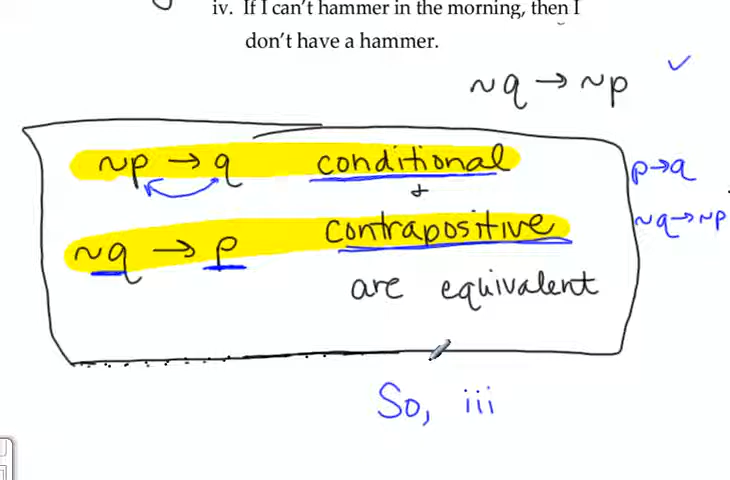 iv. If I can't hammer in the morning, then I
don't have a hammer.
~q → ~p ✓
~p → q conditional
+
~q → p contrapositive
are equivalent
p→q
~q→~p
So, iii